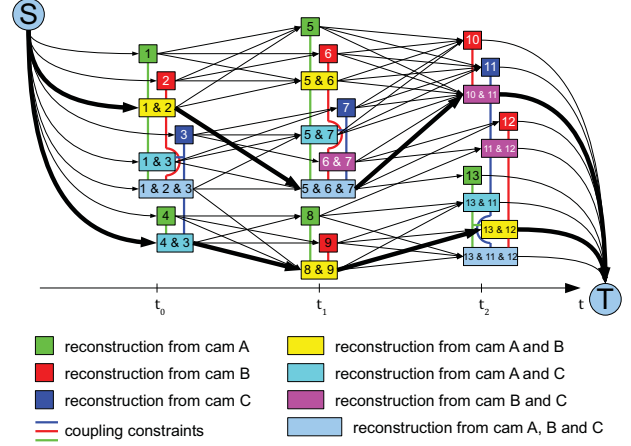 S
5
10
1
6
11
2
5 & 6
10 & 11
1 & 2
7
12
3
5 & 7
11 & 12
1 & 3
6 & 7
13
1 & 2 & 3
5 & 6 & 7
13 & 11
4
8
13 & 12
4 & 3
9
13 & 11 & 12
8 & 9
T
t0 t1 t2 t
reconstruction from cam A
reconstruction from cam A and B
reconstruction from cam B
reconstruction from cam A and C
reconstruction from cam C
reconstruction from cam B and C
coupling constraints
reconstruction from cam A, B and C